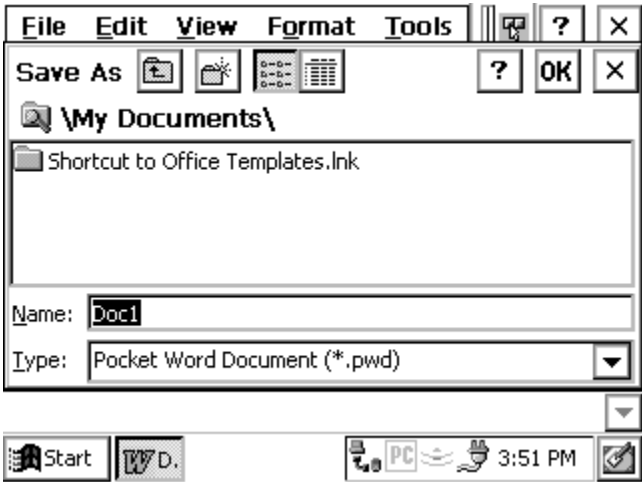 File Edit View Format Tools ?
Save As ? OK
\My Documents\
Shortcut to Office Templates.lnk
Name: Doc1
Type: Pocket Word Document (*.pwd)
Start W D. PC 3:51 PM